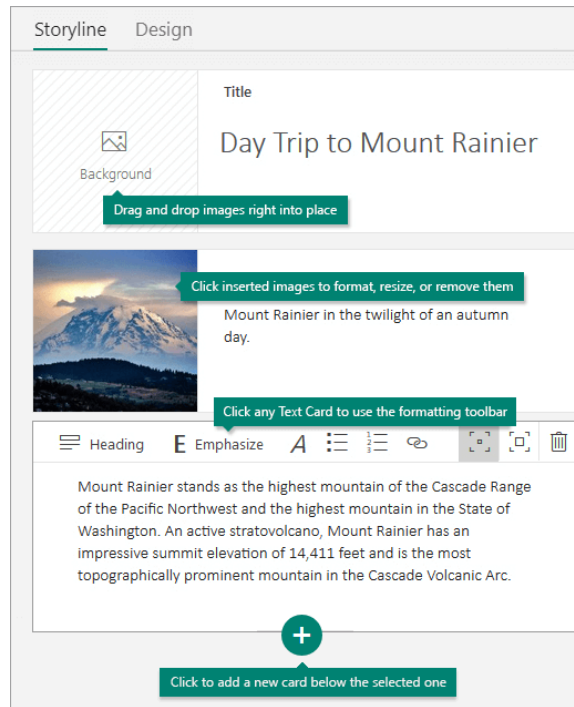 Storyline Design
Title
Day Trip to Mount Rainier
Background
Drag and drop images right into place
Click inserted images to format, resize, or remove them
Mount Rainier in the twilight of an autumn
day.
Click any Text Card to use the formatting toolbar
Heading E Emphasize A 1 2 3
Mount Rainier stands as the highest mountain of the Cascade Range
of the Pacific Northwest and the highest mountain in the State of
Washington. An active stratovolcano, Mount Rainier has an
impressive summit elevation of 14,411 feet and is the most
topographically prominent mountain in the Cascade Volcanic Arc.
Click to add a new card below the selected one